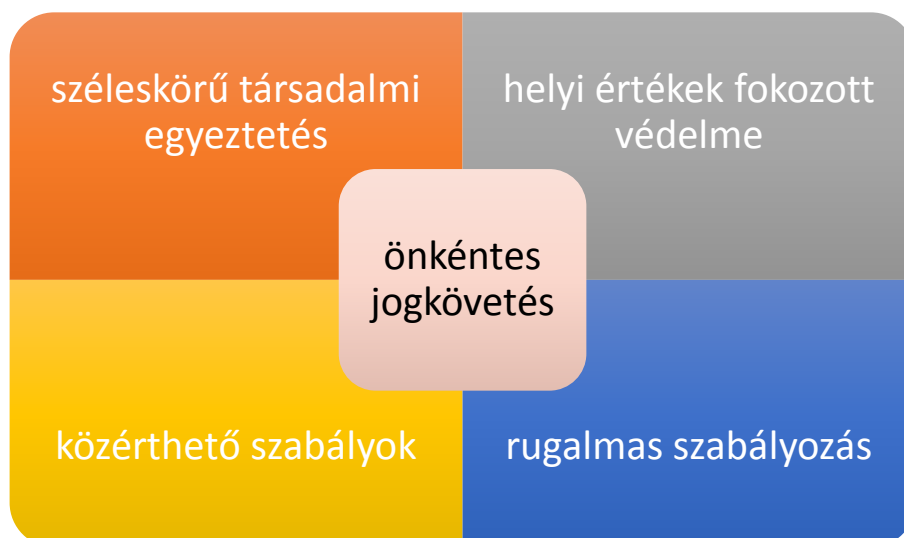 széleskörű társadalmi
egyeztetés
helyi értékek fokozott
védelme
önkéntes
jogkövetés
közérthető szabályok
rugalmas szabályozás